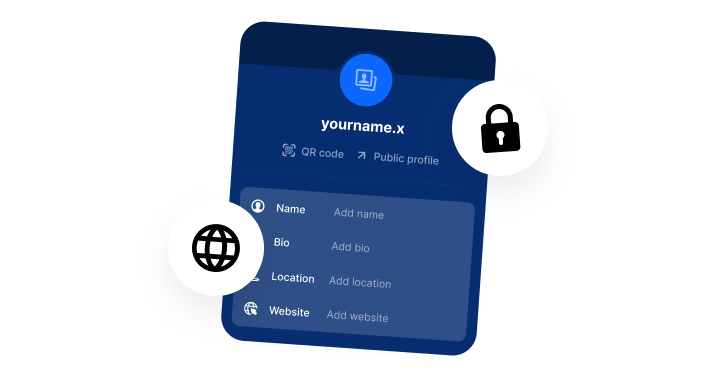 yourname.x
QR code Public profile
Name Add name
Bio Add bio
Location Add location
Website Add website